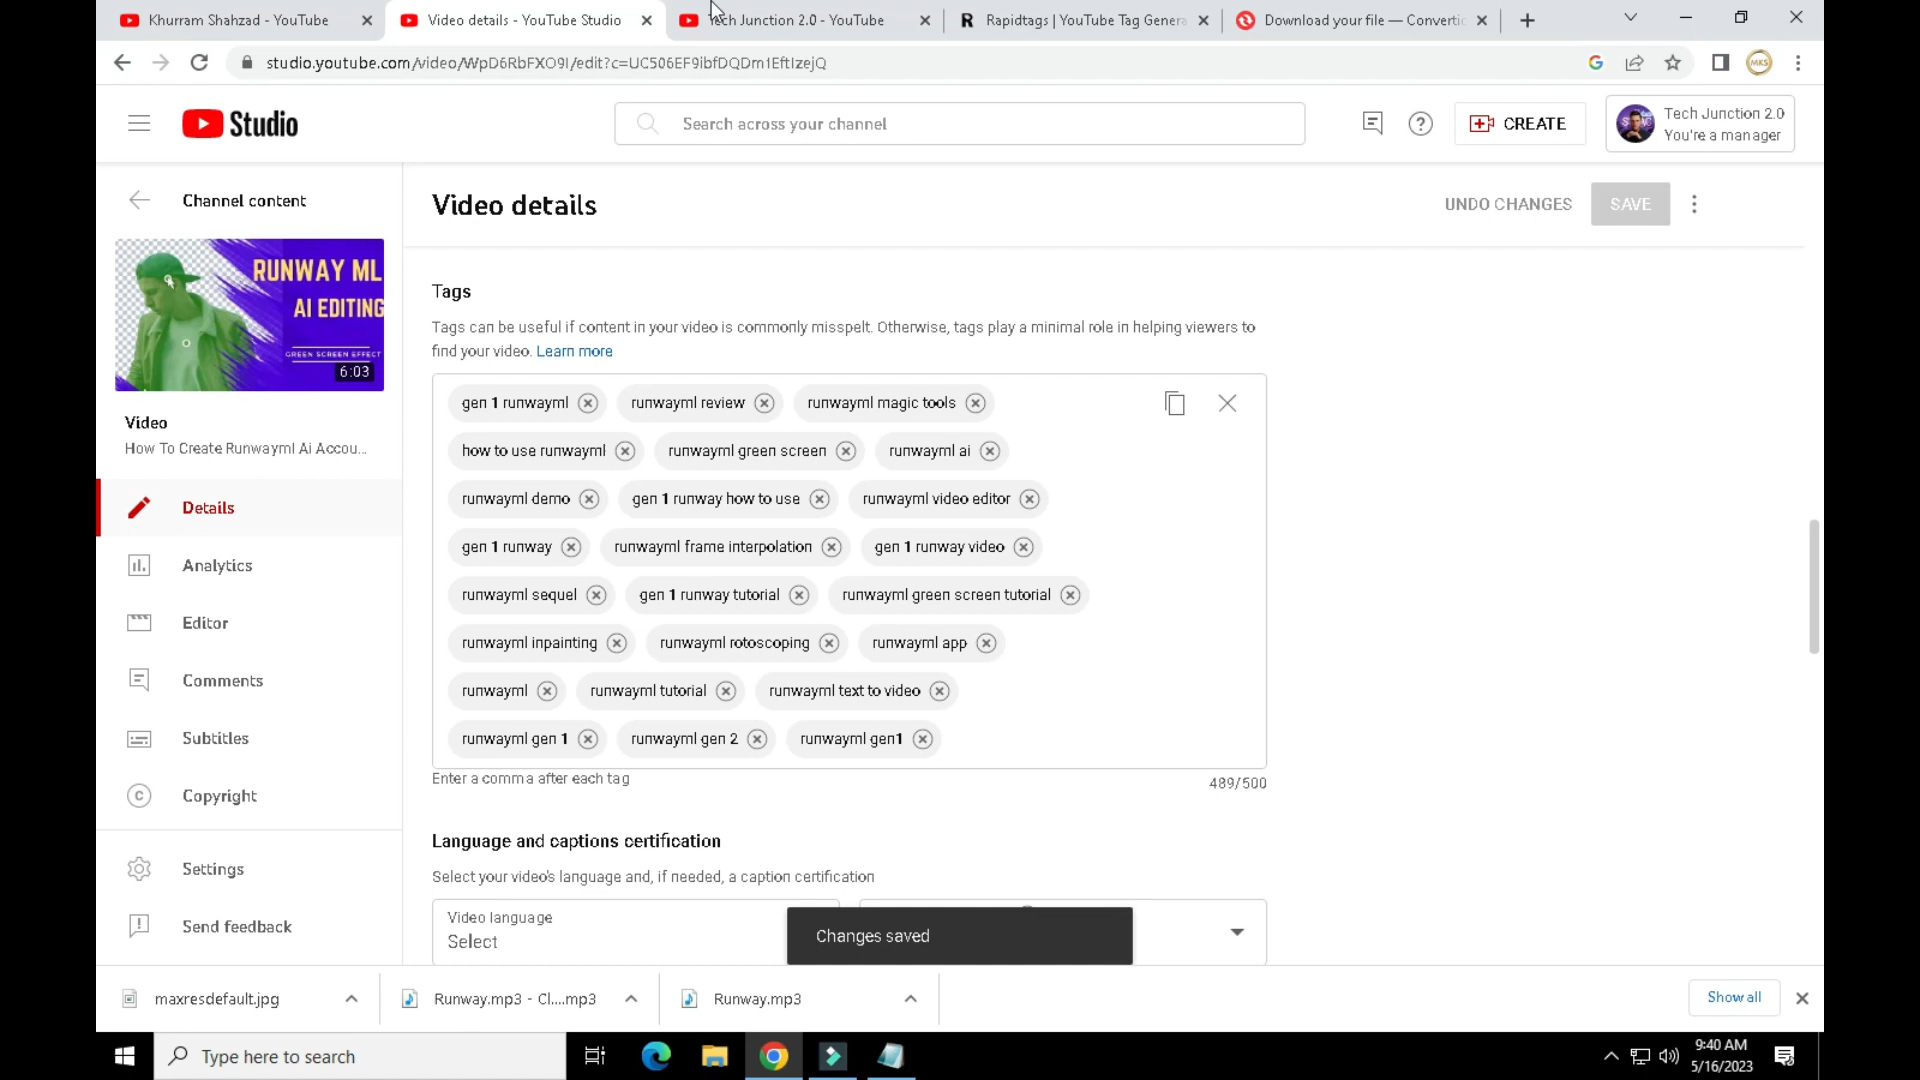 Khurram Shahzad - YouTube
Video details - YouTube Studio
Tech Junction 2.0 - YouTube
Rapidtags | YouTube Tag Genera
Download your file — Convertio
studio.youtube.com/video/WpD6RbFXO9I/edit?c=UC506EF9ibfDQDm1EftIzejQ
MKS
Studio
Search across your channel
CREATE
Tech Junction 2.0
You're a manager
Channel content
Video details
UNDO CHANGES
SAVE
RUNWAY ML
AI EDITING
GREEN SCREEN EFFECT
6:03
Video
How To Create Runwayml Ai Accou...
Details
Analytics
Editor
Comments
Subtitles
Copyright
Settings
Send feedback
Tags
Tags can be useful if content in your video is commonly misspelt. Otherwise, tags play a minimal role in helping viewers to
find your video. Learn more
gen 1 runwayml
runwayml review
runwayml magic tools
how to use runwayml
runwayml green screen
runwayml ai
runwayml demo
gen 1 runway how to use
runwayml video editor
gen 1 runway
runwayml frame interpolation
gen 1 runway video
runwayml sequel
gen 1 runway tutorial
runwayml green screen tutorial
runwayml inpainting
runwayml rotoscoping
runwayml app
runwayml
runwayml tutorial
runwayml text to video
runwayml gen 1
runwayml gen 2
runwayml gen1
Enter a comma after each tag
489/500
Language and captions certification
Select your video's language and, if needed, a caption certification
Video language
Select
Changes saved
maxresdefault.jpg
Runway.mp3 - Cl....mp3
Runway.mp3
Show all
Type here to search
9:40 AM
5/16/2023